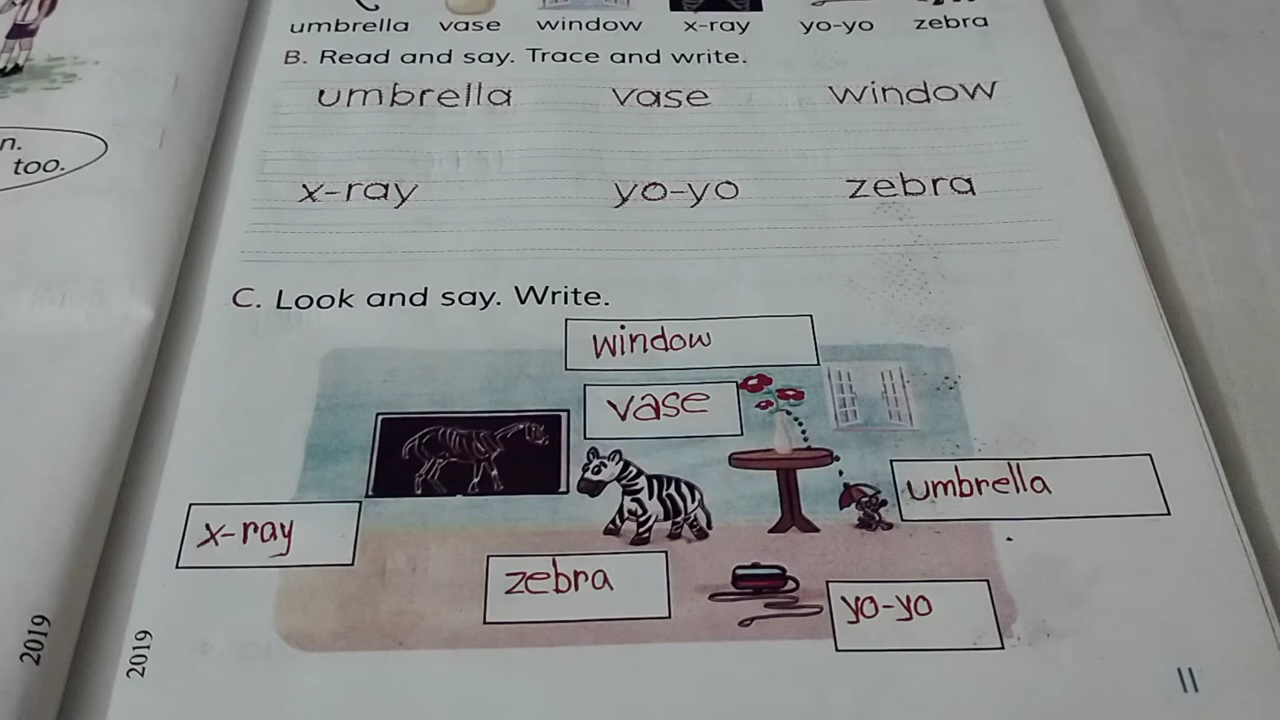 n.
too.
2019
umbrella vase window x-ray yo-yo zebra
B. Read and say. Trace and write.
umbrella vase window
x-ray yo-yo zebra
C. Look and say. Write.
window
vase
umbrella
x-ray
zebra
yo-yo
2019
11